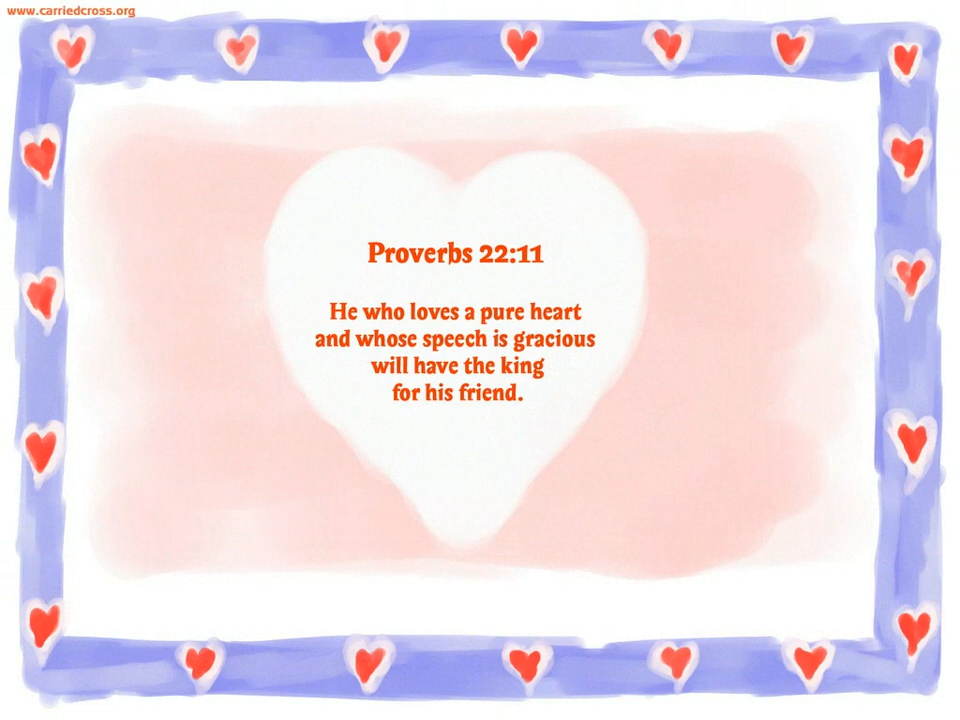 www.carriedcross.org
Proverbs 22:11
He who loves a pure heart
and whose speech is gracious
will have the king
for his friend.